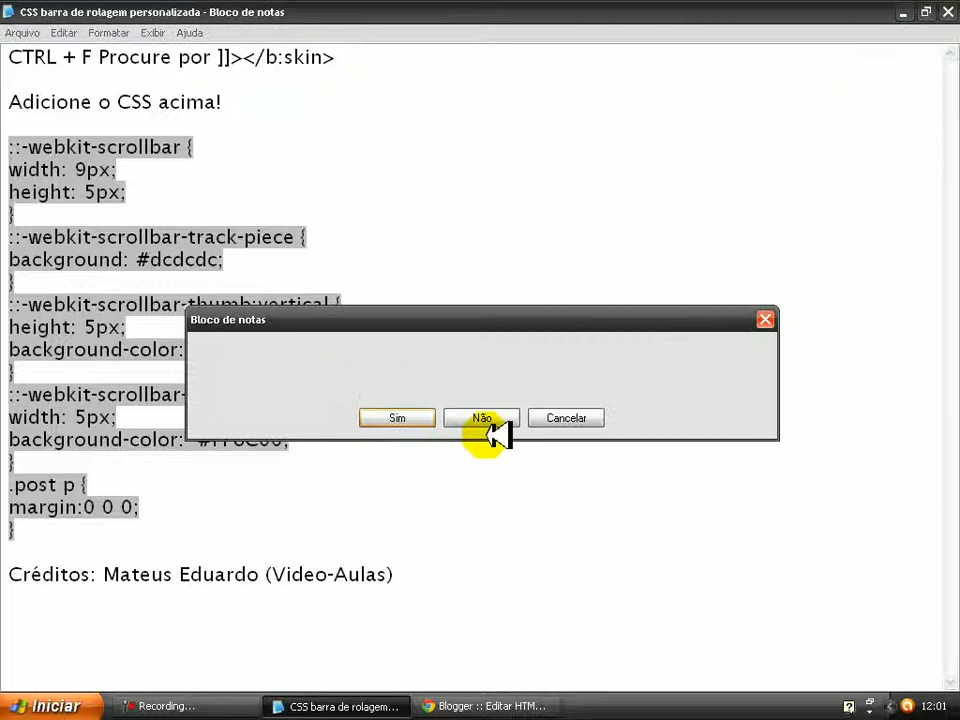 CSS barra de rolagem personalizada - Bloco de notas
Arquivo Editar Formatar Exibir Ajuda
CTRL + F Procure por ]]></b:skin>
Adicione o CSS acima!
::-webkit-scrollbar {
width: 9px;
height: 5px;
}
::-webkit-scrollbar-track-piece {
background: #dcdcdc;
}
::-webkit-scrollbar-thumb:vertical {
height: 5px;
background-color:
}
::-webkit-scrollbar-
width: 5px;
background-color:
}
.post p {
margin:0 0 0;
}
Créditos: Mateus Eduardo (Video-Aulas)
Bloco de notas
Sim Não Cancelar
Iniciar Recording... CSS barra de rolagem... Blogger :: Editar HTM... 12:01